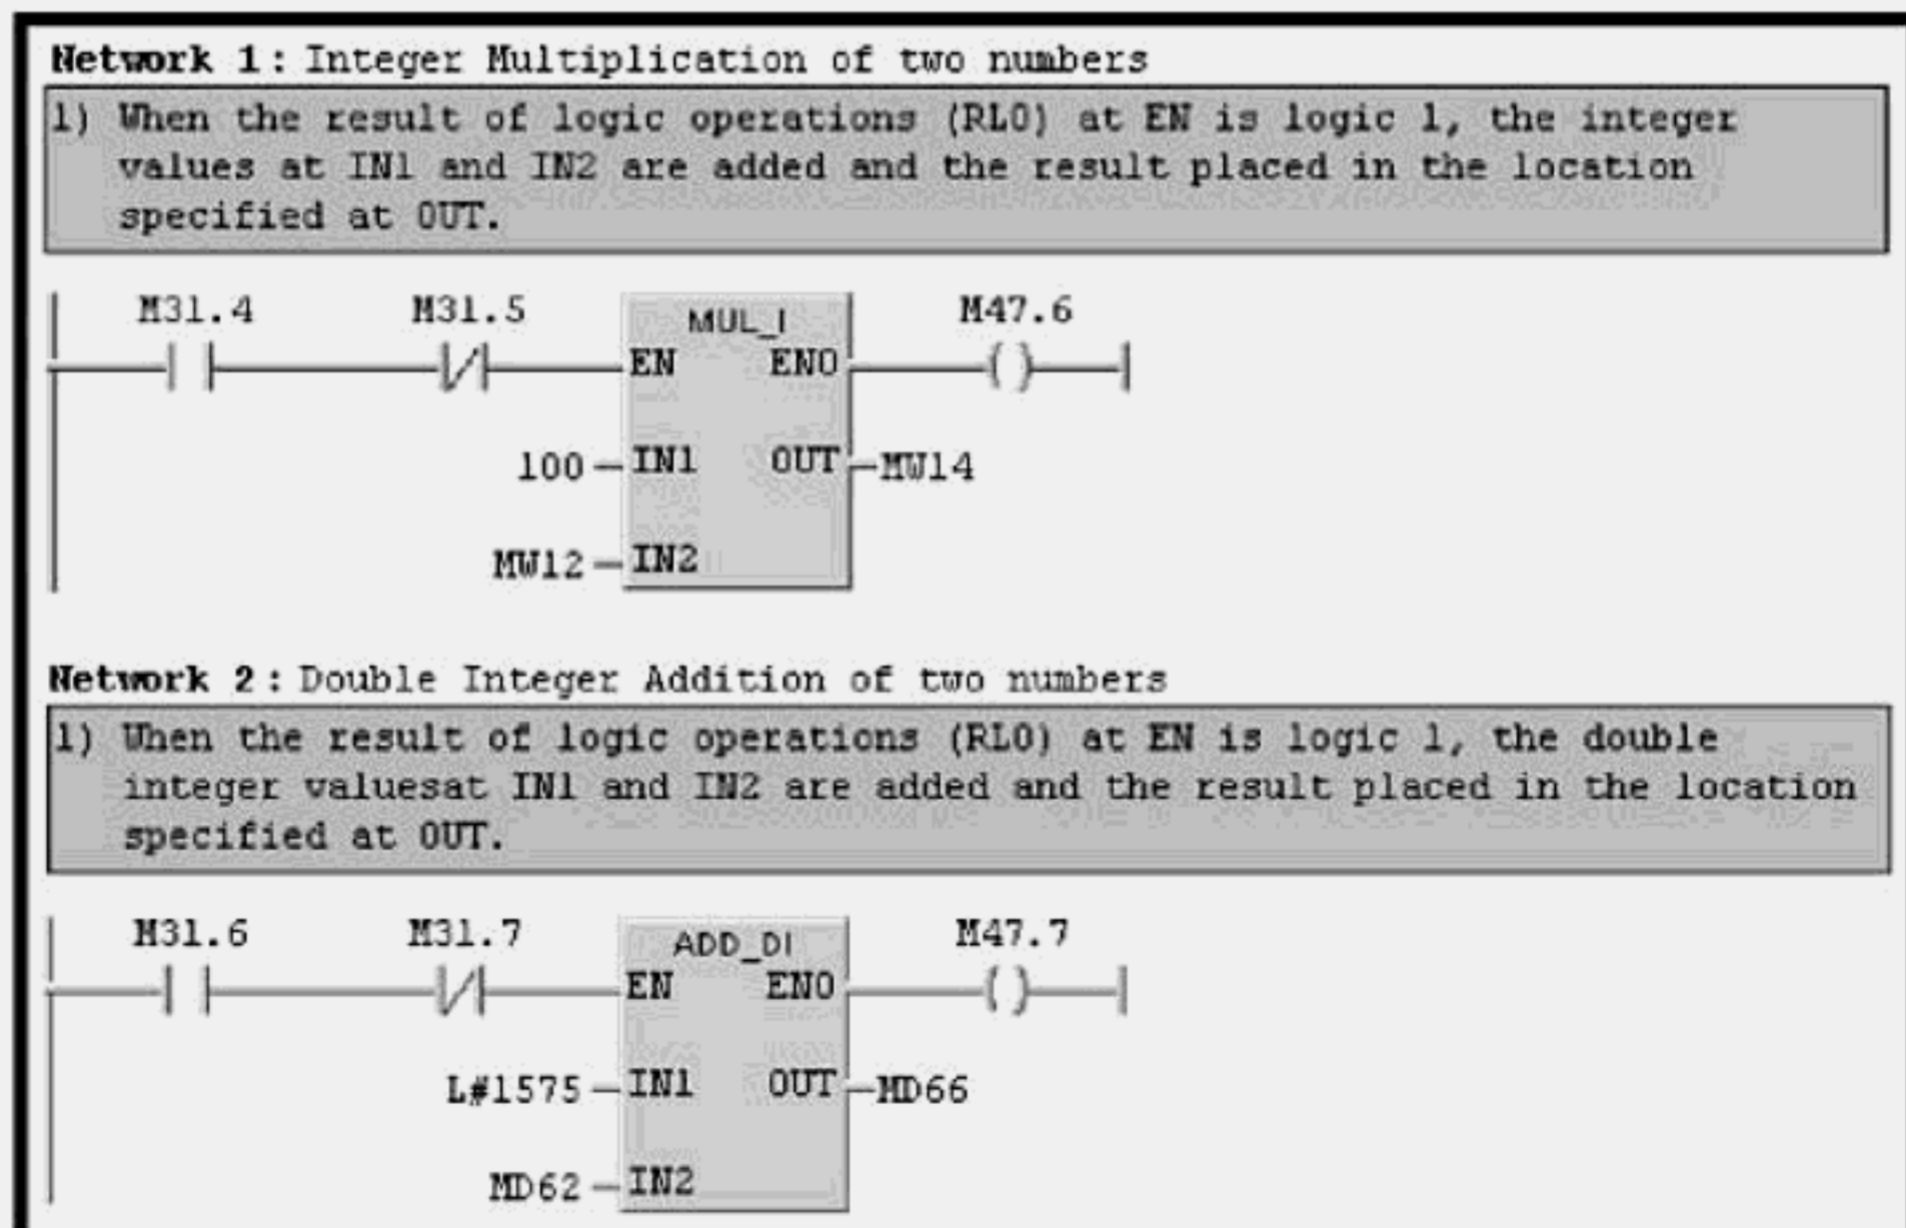 Network 1: Integer Multiplication of two numbers
1) When the result of logic operations (RLO) at EN is logic 1, the integer
values at IN1 and IN2 are added and the result placed in the location
specified at OUT.
M31.4 M31.5 MUL_I M47.6
EN ENO
100 IN1 OUT MW14
MW12 IN2
Network 2: Double Integer Addition of two numbers
1) When the result of logic operations (RLO) at EN is logic 1, the double
integer valuesat IN1 and IN2 are added and the result placed in the location
specified at OUT.
M31.6 M31.7 ADD_DI M47.7
EN ENO
L#1575 IN1 OUT MD66
MD62 IN2